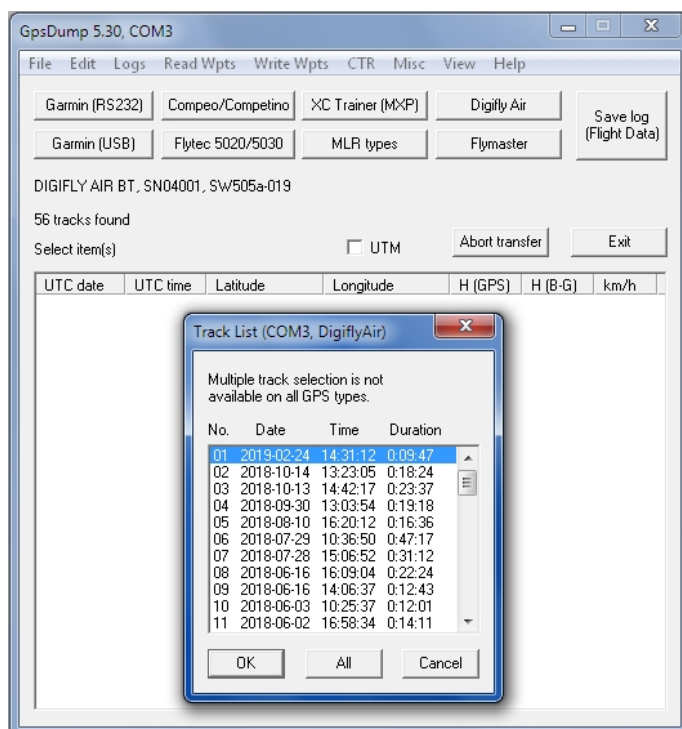 GpsDump 5.30, COM3
File Edit Logs Read Wpts Write Wpts CTR Misc View Help
Garmin (RS232) Compeo/Competino XC Trainer (MXP) Digifly Air
Save log (Flight Data)
Garmin (USB) Flytec 5020/5030 MLR types Flymaster
DIGIFLY AIR BT, SN04001, SW505a-019
56 tracks found
Select item(s) UTM Abort transfer Exit
UTC date UTC time Latitude Longitude H (GPS) H (B-G) km/h
Track List (COM3, DigiflyAir)
Multiple track selection is not
available on all GPS types.
No. Date Time Duration
01 2019-02-24 14:31:12 0:09:47
02 2018-10-14 13:23:05 0:18:24
03 2018-10-13 14:42:17 0:23:37
04 2018-09-30 13:03:54 0:19:18
05 2018-08-10 16:20:12 0:16:36
06 2018-07-29 10:36:50 0:47:17
07 2018-07-28 15:06:52 0:31:12
08 2018-06-16 16:09:04 0:22:24
09 2018-06-16 14:06:37 0:12:43
10 2018-06-03 10:25:37 0:12:01
11 2018-06-02 16:58:34 0:14:11
OK All Cancel